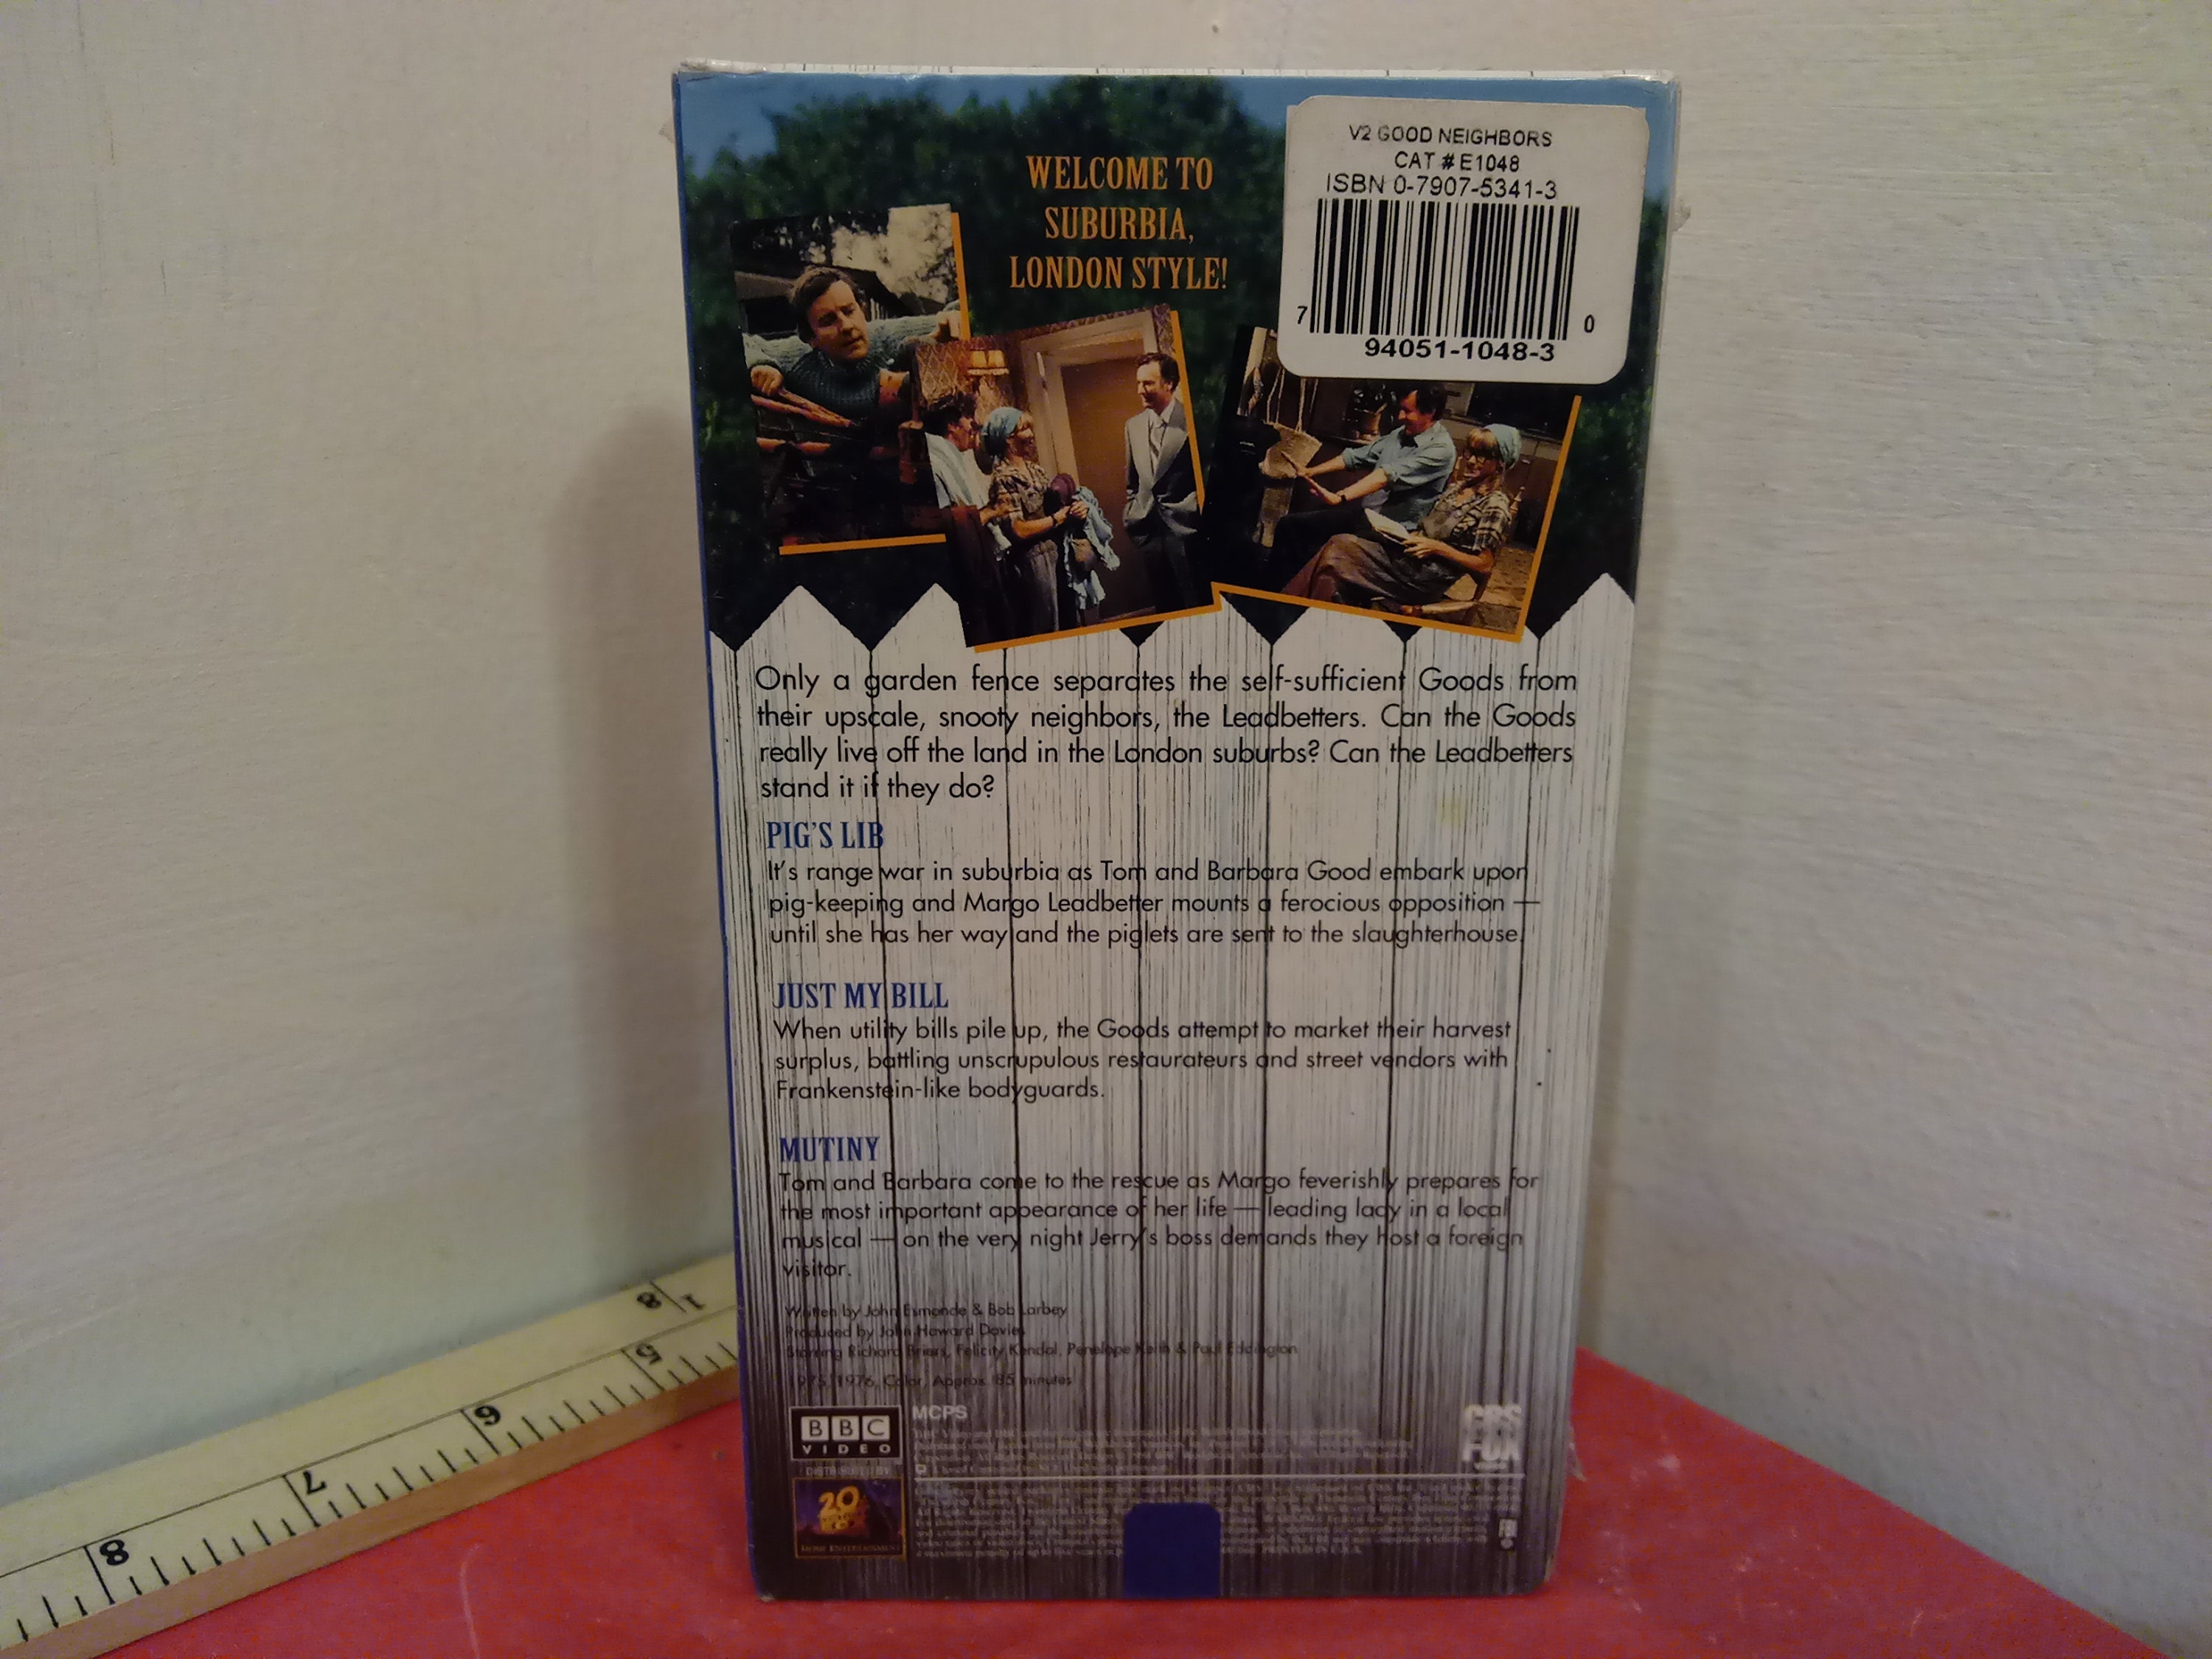 V2 GOOD NEIGHBORS
CAT # E1048
ISBN 0-7907-5341-3
7 0
94051-1048-3
WELCOME TO
SUBURBIA,
LONDON STYLE!
Only a garden fence separates the self-sufficient Goods from
their upscale, snooty neighbors, the Leadbetters. Can the Goods
really live off the land in the London suburbs? Can the Leadbetters
stand it if they do?
PIG'S LIB
It's range war in suburbia as Tom and Barbara Good embark upon
pig-keeping and Margo Leadbetter mounts a ferocious opposition —
until she has her way and the piglets are sent to the slaughterhouse.
JUST MY BILL
When utility bills pile up, the Goods attempt to market their harvest
surplus, battling unscrupulous restaurateurs and street vendors with
Frankenstein-like bodyguards.
MUTINY
Tom and Barbara come to the rescue as Margo feverishly prepares for
the most important appearance of her life — leading lady in a local
musical — on the very night Jerry's boss demands they host a foreign
visitor.
Written by John Esmonde & Bob Larbey
Produced by John Howard Davies
Starring Richard Briers, Felicity Kendal, Penelope Keith & Paul Eddington
1975, 1976, Color, Approx. 85 minutes
BBC
VIDEO
MCPS
CBS
FOX
DISTRIBUTED BY
20
HOME ENTERTAINMENT
PRINTED IN U.S.A.
8 1
5
6
7
8